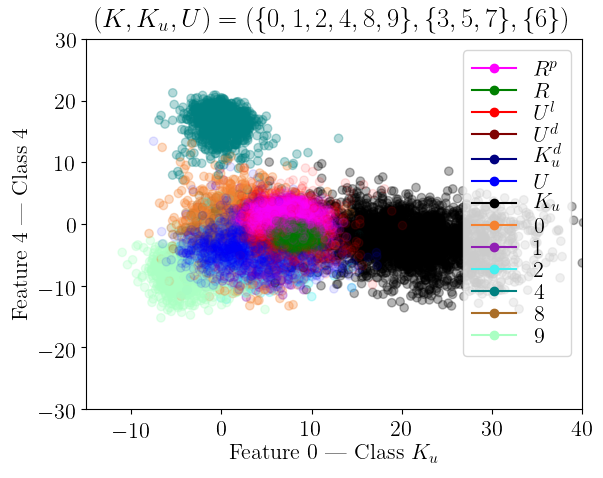 (K, K_u, U) = ({0, 1, 2, 4, 8, 9}, {3, 5, 7}, {6})
30
20
10
0
−10
−20
−30
Feature 4 — Class 4
R^p
R
U^l
U^d
K_u^d
U
K_u
0
1
2
4
8
9
−10
0
10
20
30
40
Feature 0 — Class K_u